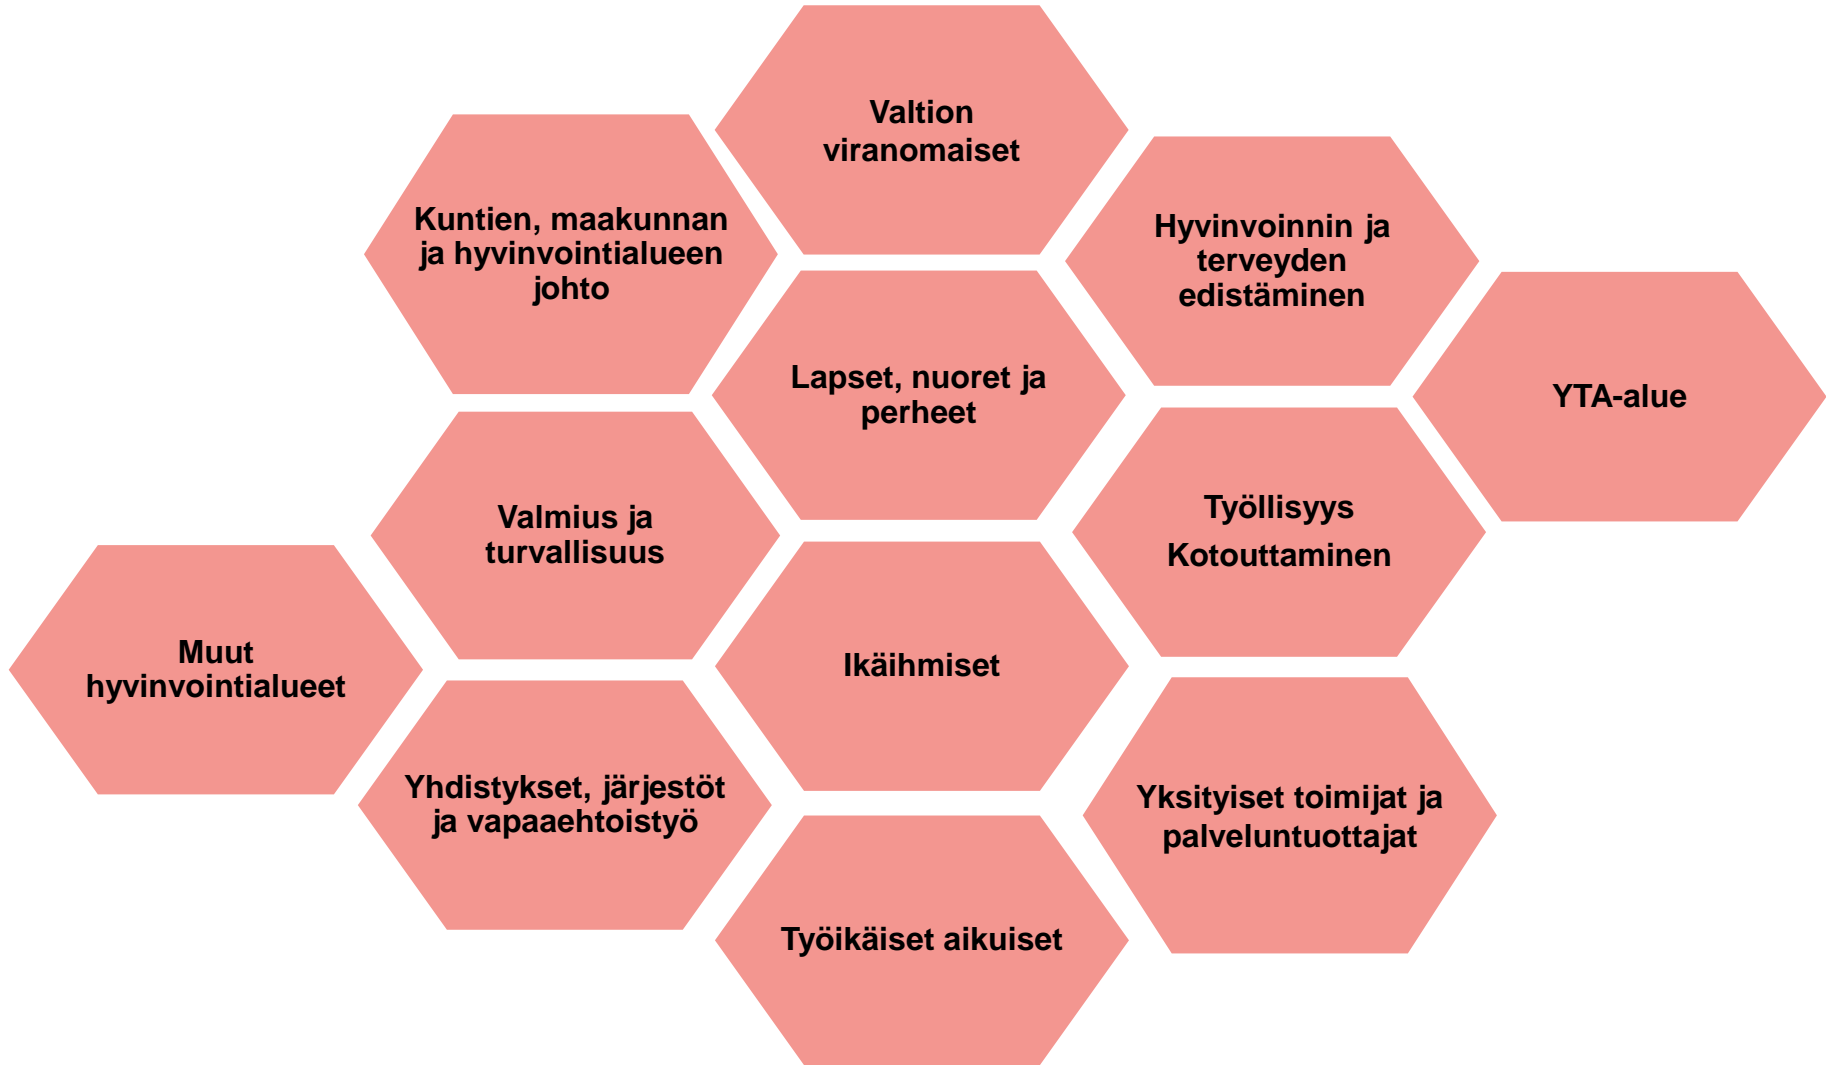 Valtion
viranomaiset
Kuntien, maakunnan
ja hyvinvointialueen
johto
Hyvinvoinnin ja
terveyden
edistäminen
Lapset, nuoret ja
perheet
YTA-alue
Valmius ja
turvallisuus
Työllisyys
Kotouttaminen
Muut
hyvinvointialueet
Ikäihmiset
Yhdistykset, järjestöt
ja vapaaehtoistyö
Yksityiset toimijat ja
palveluntuottajat
Työikäiset aikuiset